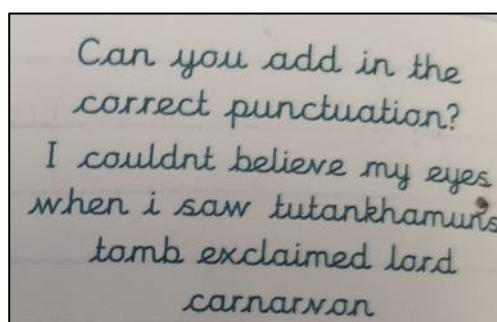 Can you add in the
correct punctuation?
I couldnt believe my eyes
when i saw tutankhamuns
tomb exclaimed lord
carnarvon